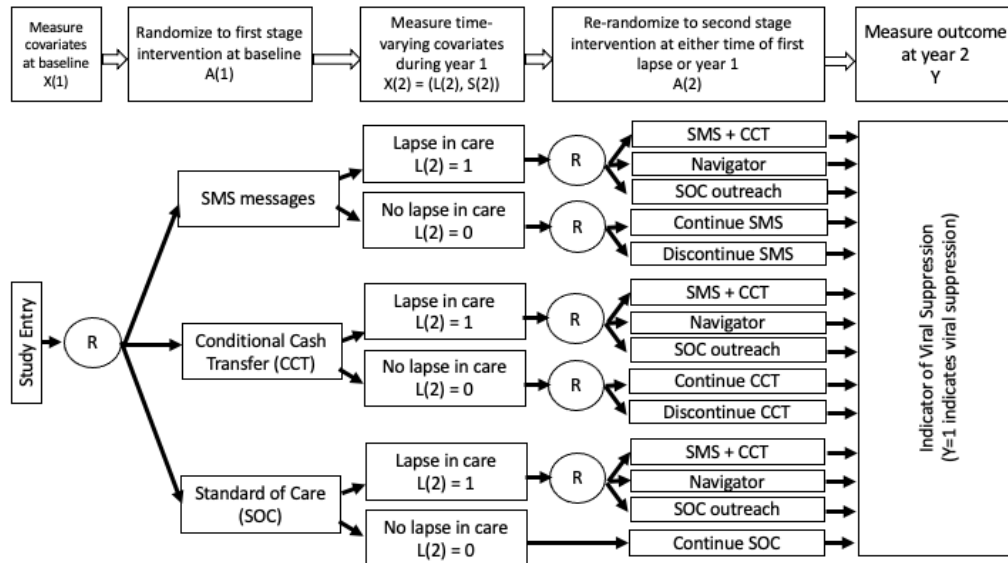 Measure
covariates
at baseline
X(1)
Randomize to first stage
intervention at baseline
A(1)
Measure time-
varying covariates
during year 1
X(2) = (L(2), S(2))
Re-randomize to second stage
intervention at either time of first
lapse or year 1
A(2)
Measure outcome
at year 2
Y
Study Entry
R
SMS messages
Lapse in care
L(2) = 1
R
SMS + CCT
Navigator
SOC outreach
No lapse in care
L(2) = 0
R
Continue SMS
Discontinue SMS
Conditional Cash
Transfer (CCT)
Lapse in care
L(2) = 1
R
SMS + CCT
Navigator
SOC outreach
No lapse in care
L(2) = 0
R
Continue CCT
Discontinue CCT
Standard of Care
(SOC)
Lapse in care
L(2) = 1
R
SMS + CCT
Navigator
SOC outreach
No lapse in care
L(2) = 0
Continue SOC
Indicator of Viral Suppression
(Y=1 indicates viral suppression)